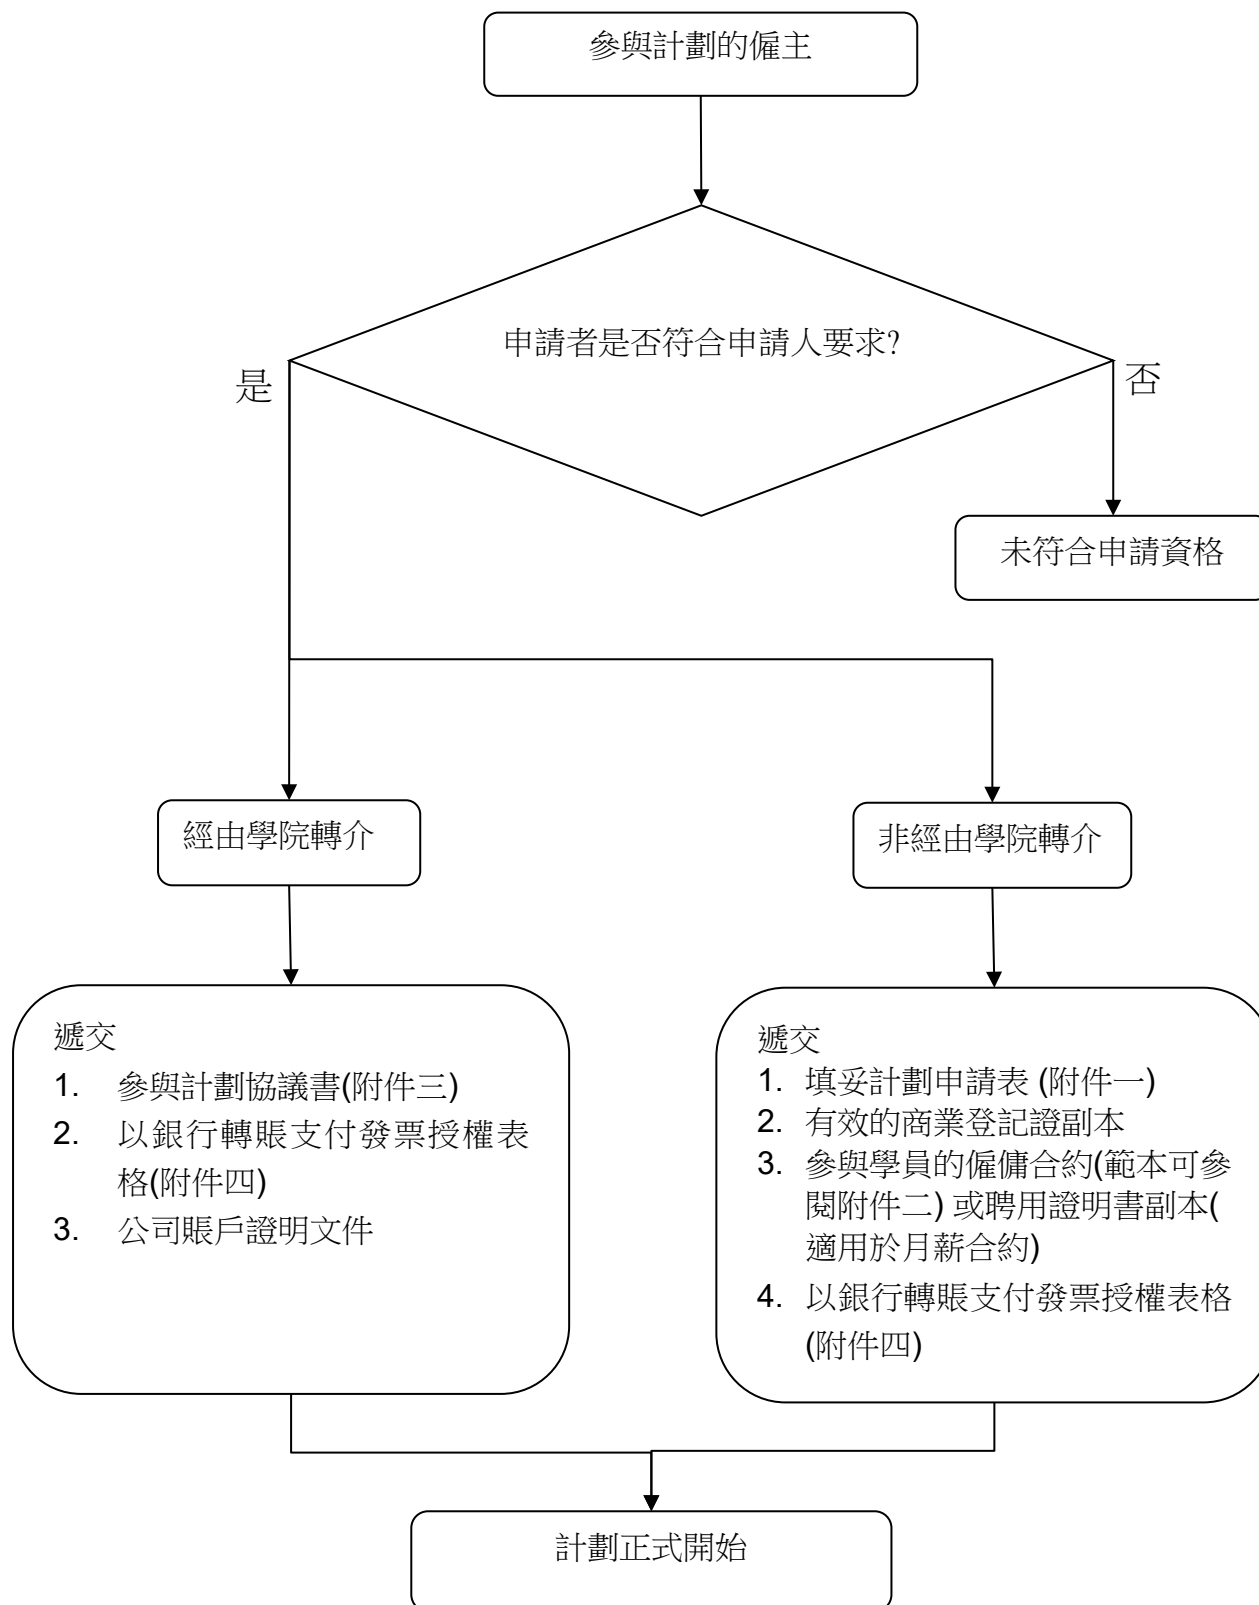 參與計劃的僱主
申請者是否符合申請人要求?
是
否
未符合申請資格
經由學院轉介
非經由學院轉介
遞交
1. 參與計劃協議書(附件三)
2. 以銀行轉賬支付發票授權表
格(附件四)
3. 公司賬戶證明文件
遞交
1. 填妥計劃申請表 (附件一)
2. 有效的商業登記證副本
3. 參與學員的僱傭合約(範本可參
閱附件二) 或聘用證明書副本(
適用於月薪合約)
4. 以銀行轉賬支付發票授權表格
(附件四)
計劃正式開始